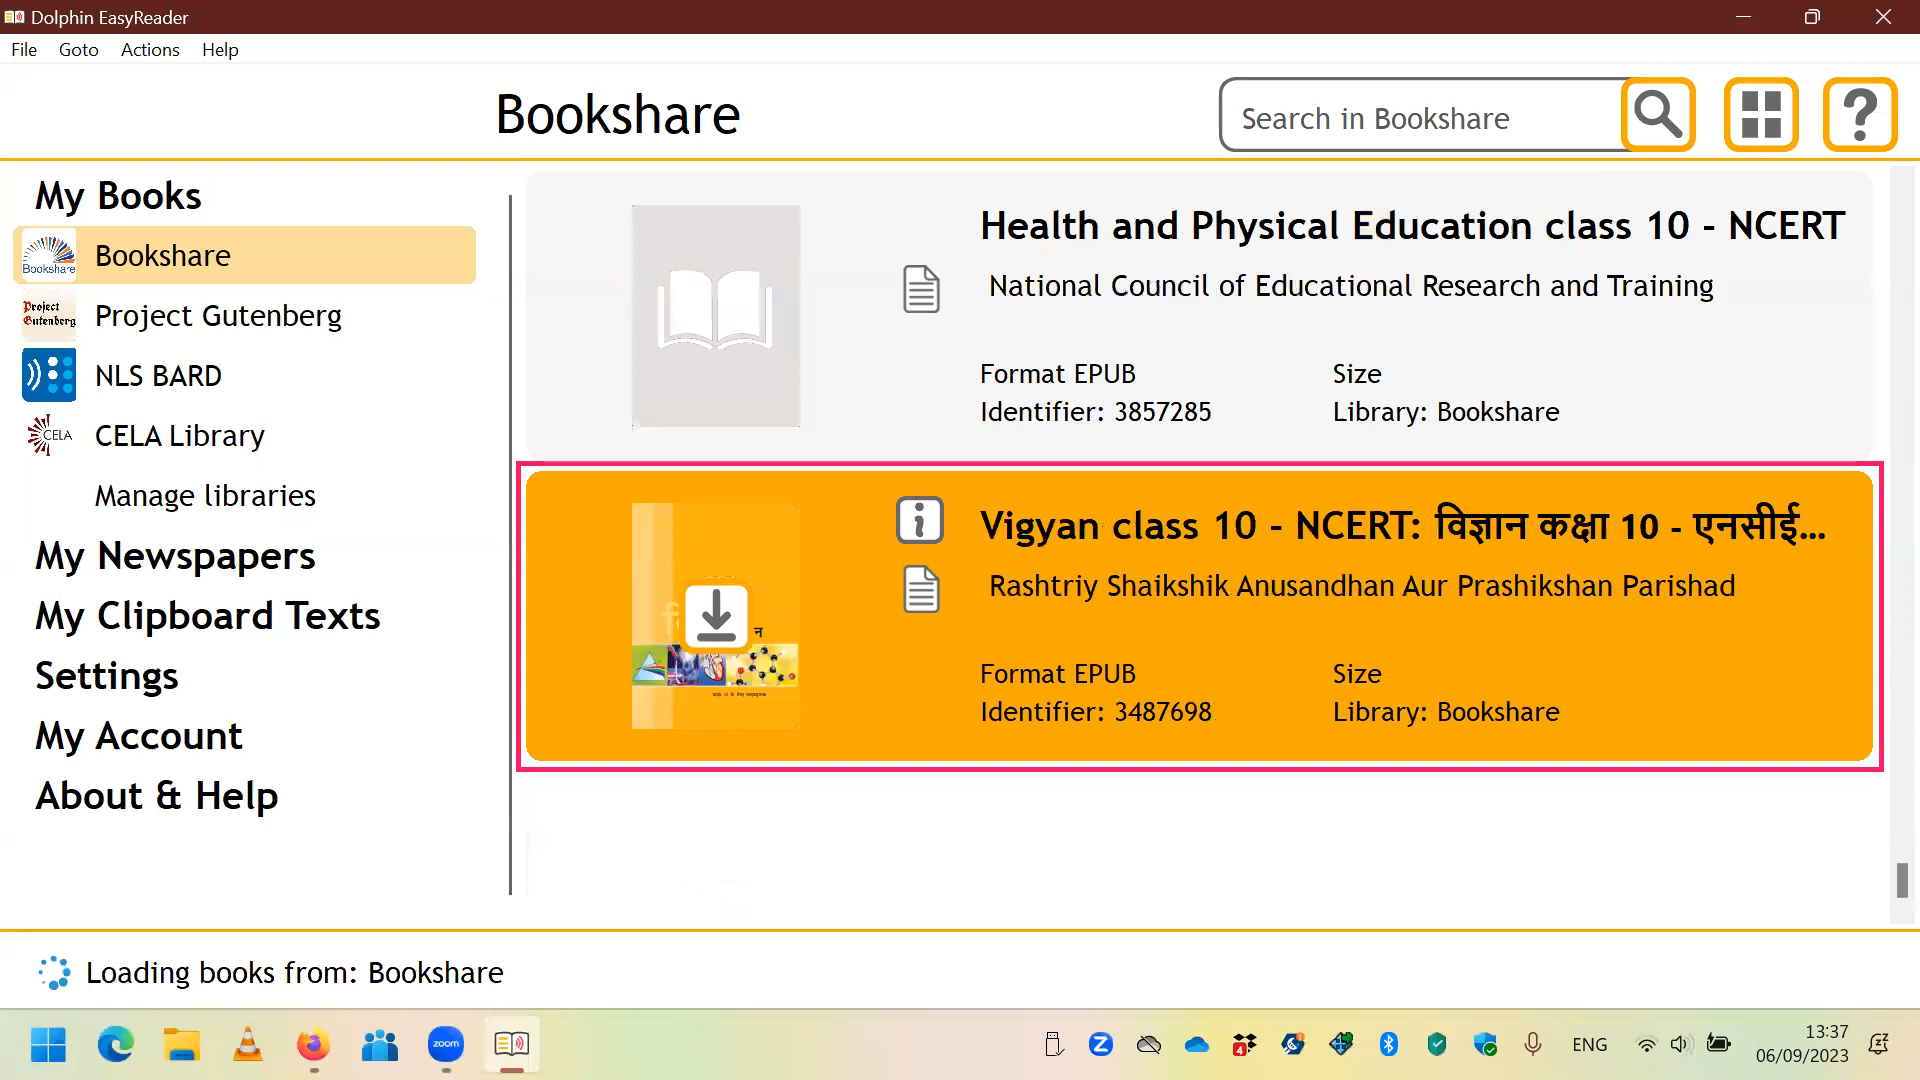 Dolphin EasyReader
File Goto Actions Help
Bookshare
Search in Bookshare
?
My Books
Bookshare
Bookshare
Project Gutenberg
Project Gutenberg
NLS BARD
CELA
CELA Library
Manage libraries
My Newspapers
My Clipboard Texts
Settings
My Account
About & Help
Health and Physical Education class 10 - NCERT
National Council of Educational Research and Training
Format EPUB Size
Identifier: 3857285 Library: Bookshare
Vigyan class 10 - NCERT: विज्ञान कक्षा 10 - एनसीई...
Rashtriy Shaikshik Anusandhan Aur Prashikshan Parishad
न
Format EPUB Size
Identifier: 3487698 Library: Bookshare
Loading books from: Bookshare
zoom
Z
4
ENG
13:37
06/09/2023